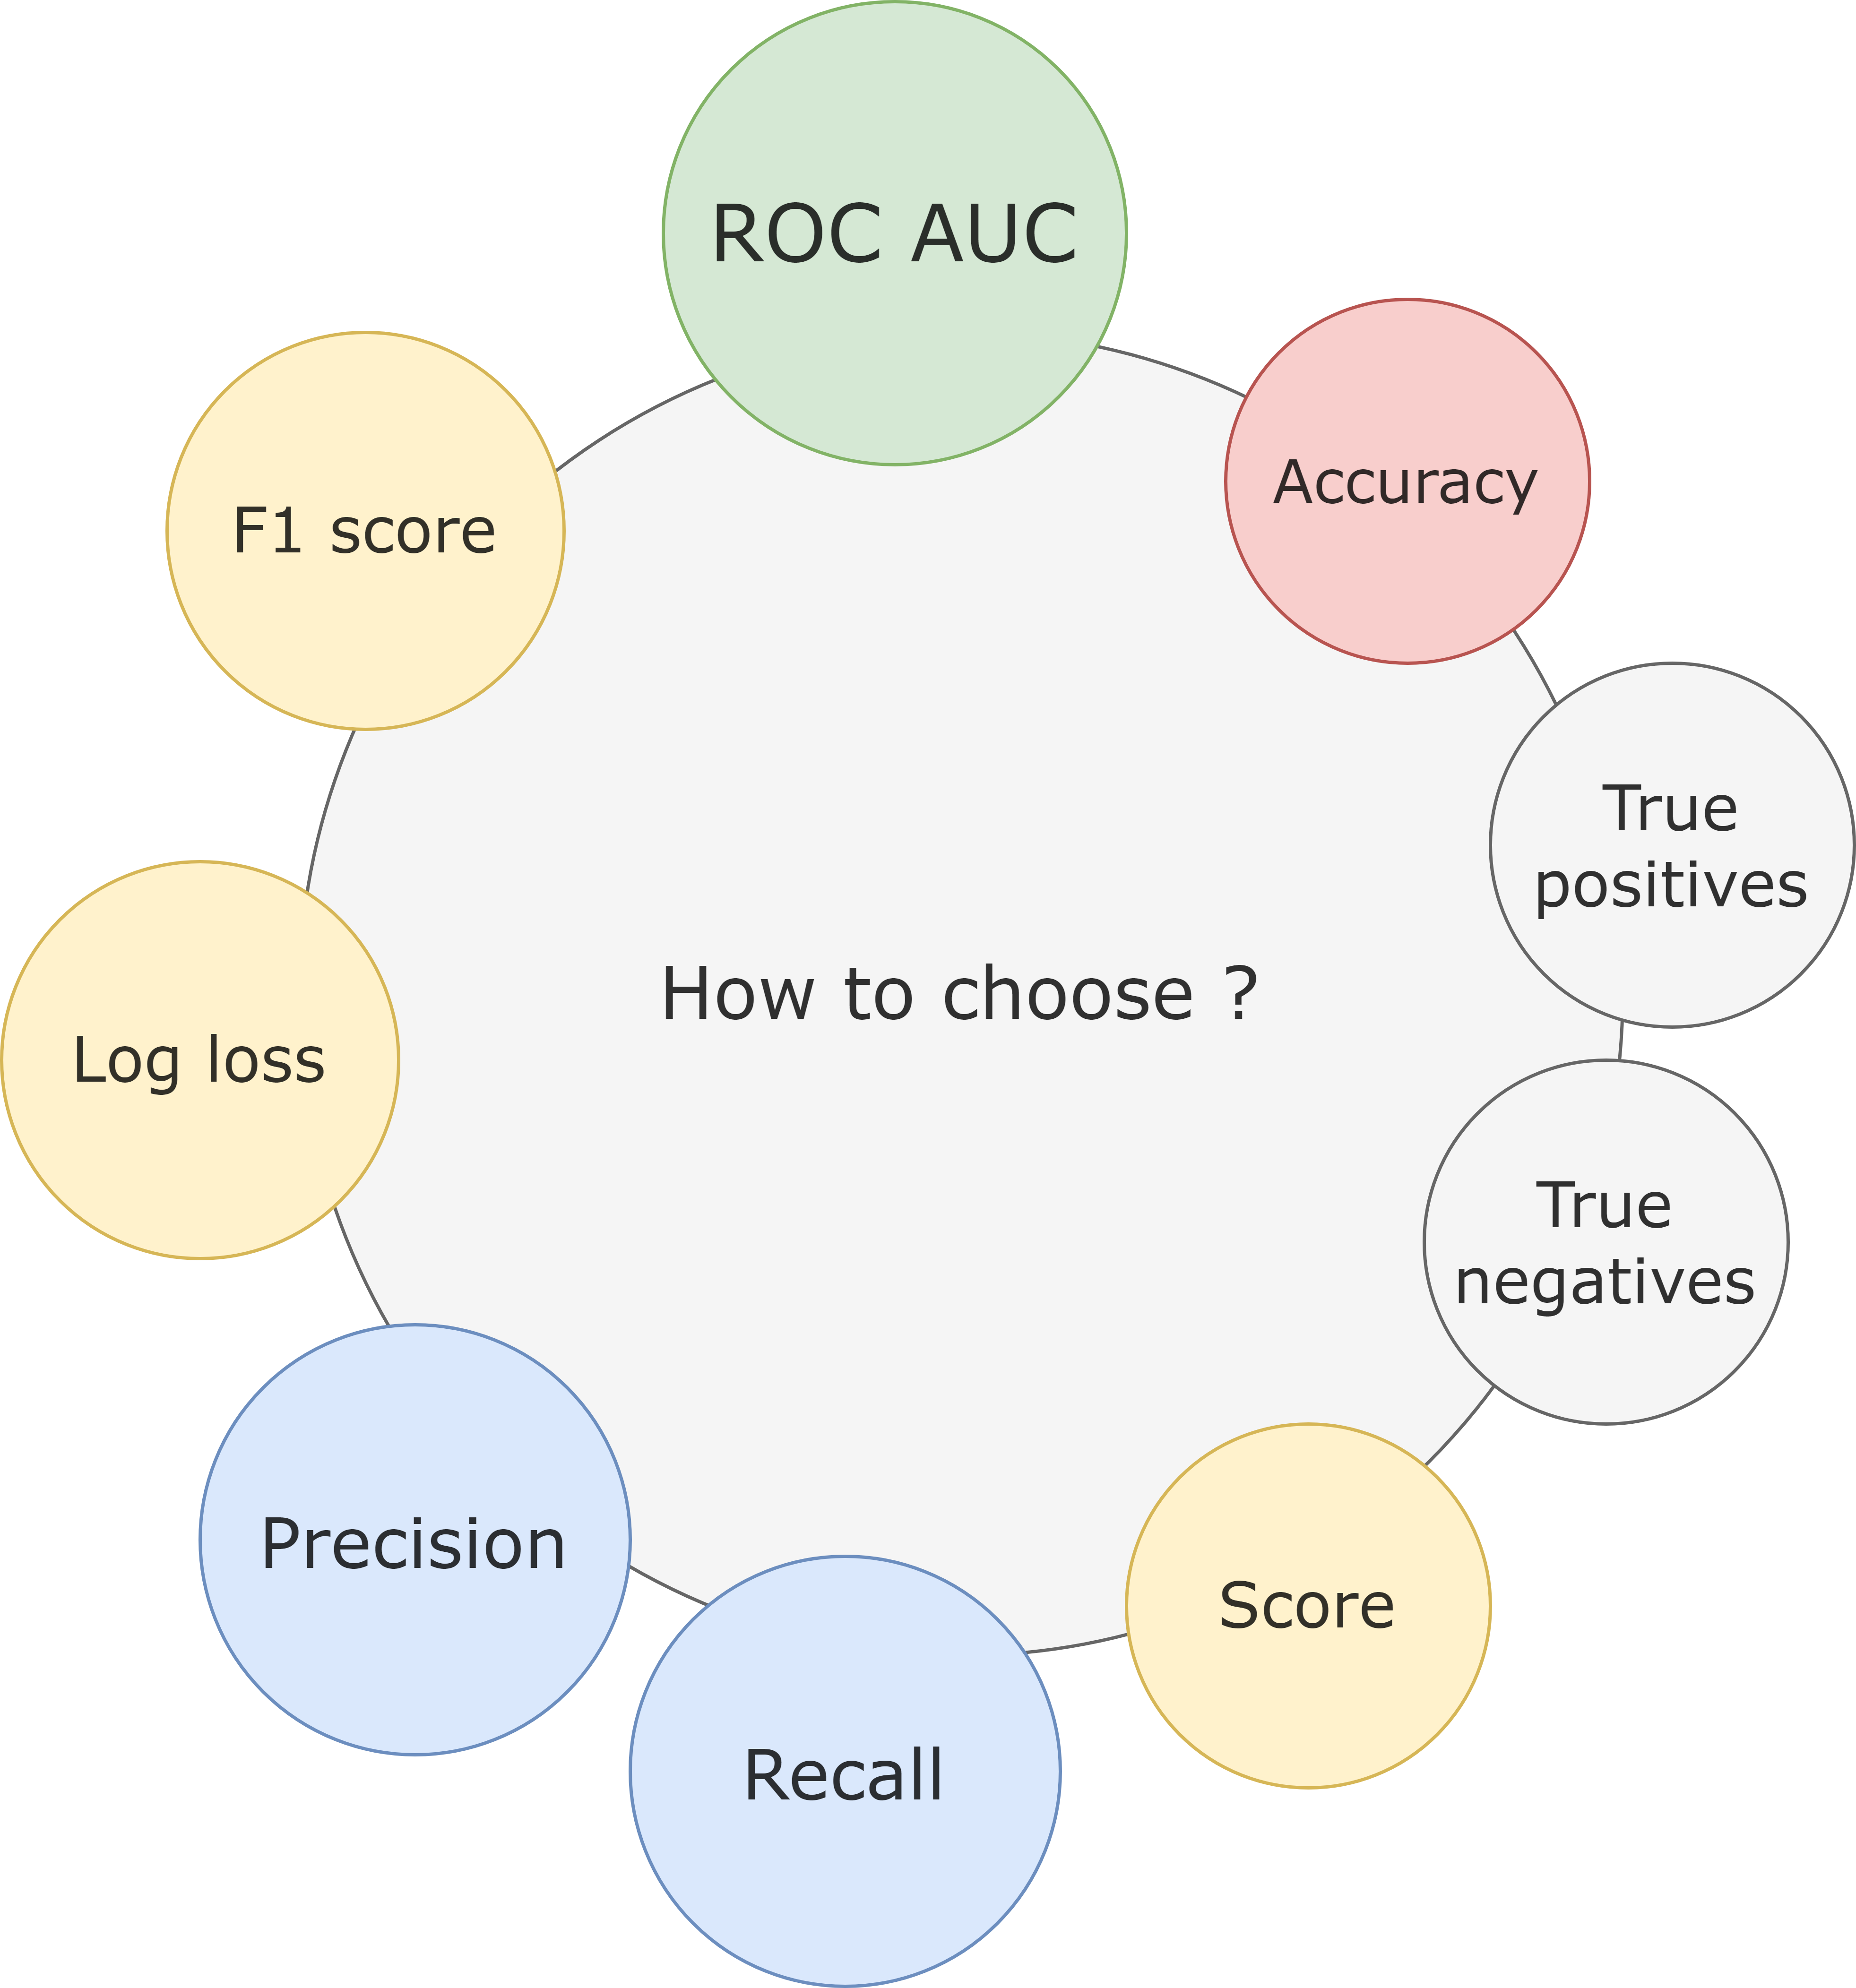 ROC AUC
Accuracy
F1 score
True
positives
How to choose ?
Log loss
True
negatives
Precision
Score
Recall